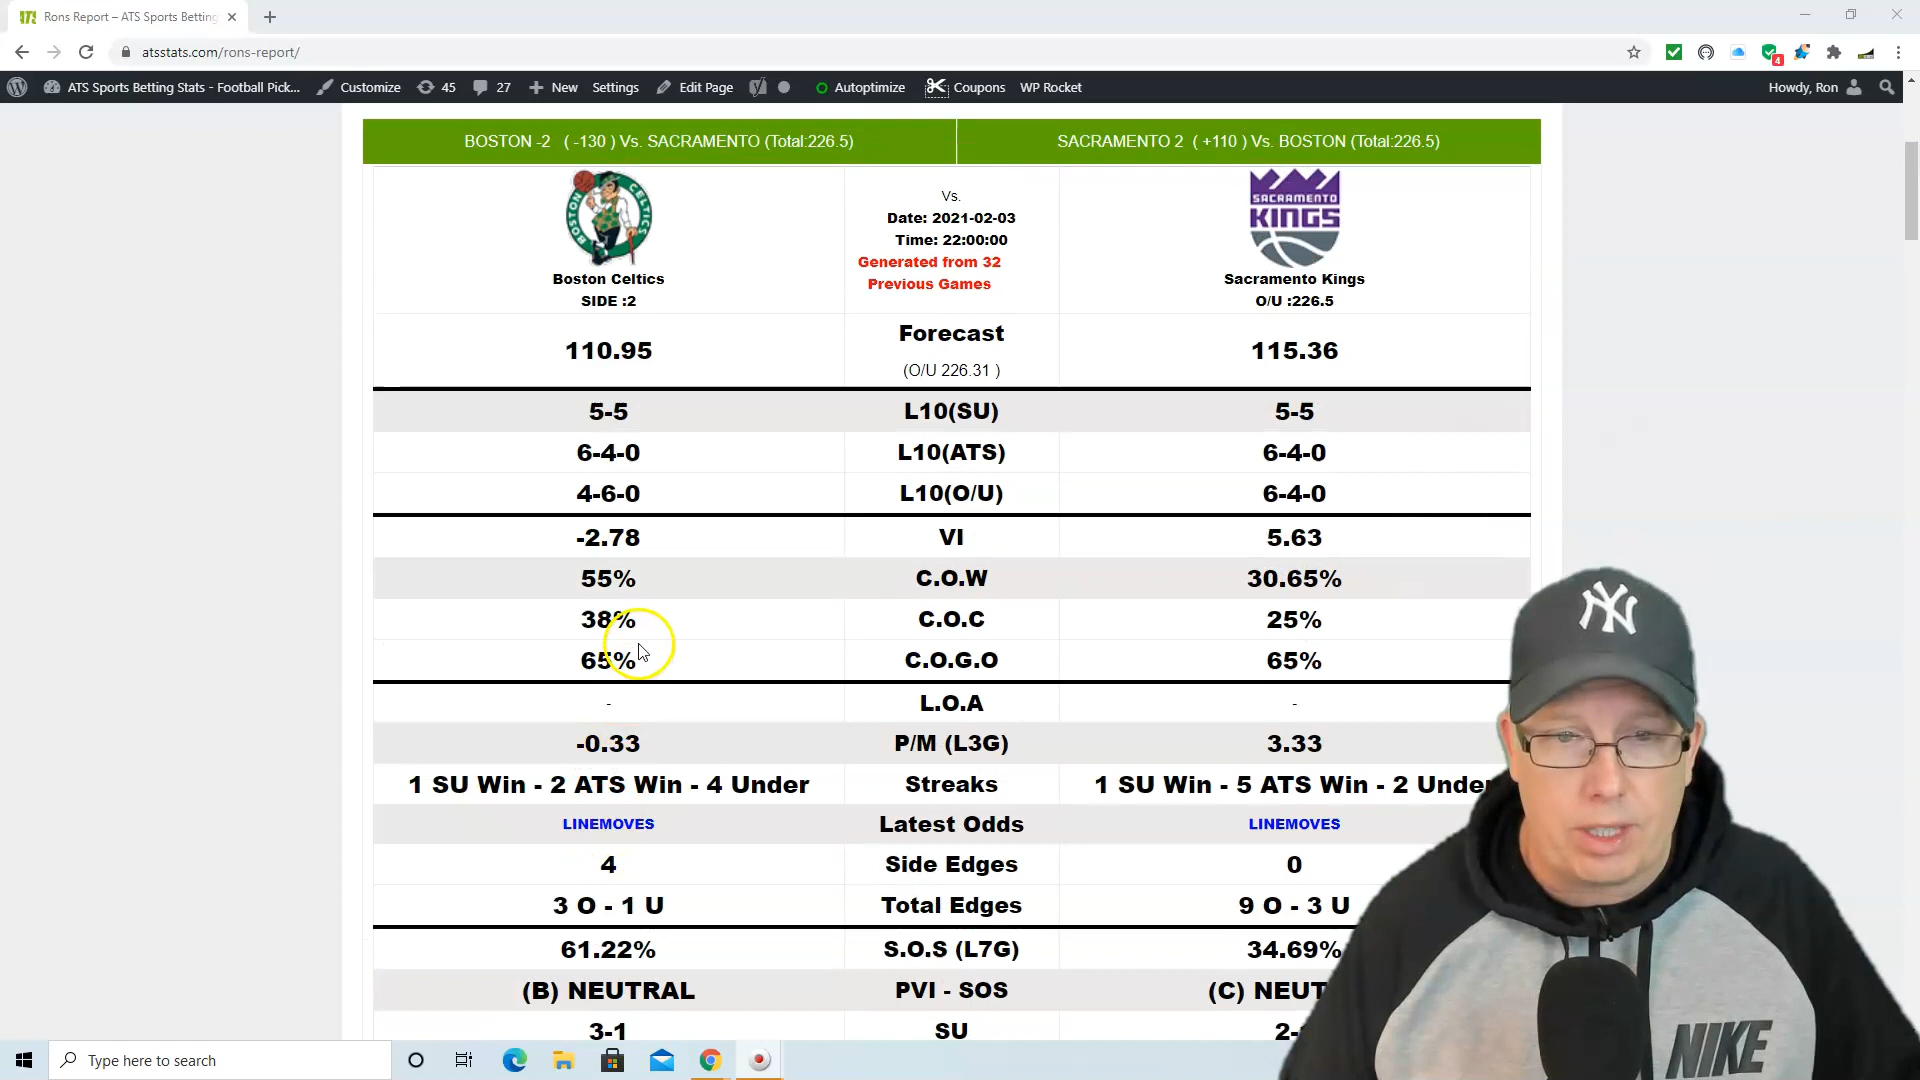 Rons Report – ATS Sports Betting
atsstats.com/rons-report/
4
ATS Sports Betting Stats - Football Pick... Customize 45 27 New Settings Edit Page Autoptimize Coupons WP Rocket Howdy, Ron
BOSTON -2 ( -130 ) Vs. SACRAMENTO (Total:226.5) SACRAMENTO 2 ( +110 ) Vs. BOSTON (Total:226.5)
BOSTON CELTICS
SACRAMENTO
KINGS
Vs.
Date: 2021-02-03
Time: 22:00:00
Generated from 32
Previous Games
Boston Celtics Sacramento Kings
SIDE :2 O/U :226.5
110.95 Forecast 115.36
(O/U 226.31 )
5-5 L10(SU) 5-5
6-4-0 L10(ATS) 6-4-0
4-6-0 L10(O/U) 6-4-0
-2.78 VI 5.63
55% C.O.W 30.65%
38% C.O.C 25%
65% C.O.G.O 65%
- L.O.A -
-0.33 P/M (L3G) 3.33
1 SU Win - 2 ATS Win - 4 Under Streaks 1 SU Win - 5 ATS Win - 2 Unde
LINEMOVES Latest Odds LINEMOVES
4 Side Edges 0
3 O - 1 U Total Edges 9 O - 3 U
61.22% S.O.S (L7G) 34.69%
(B) NEUTRAL PVI - SOS (C) NEUT
3-1 SU 2-
NY
NIKE
Type here to search